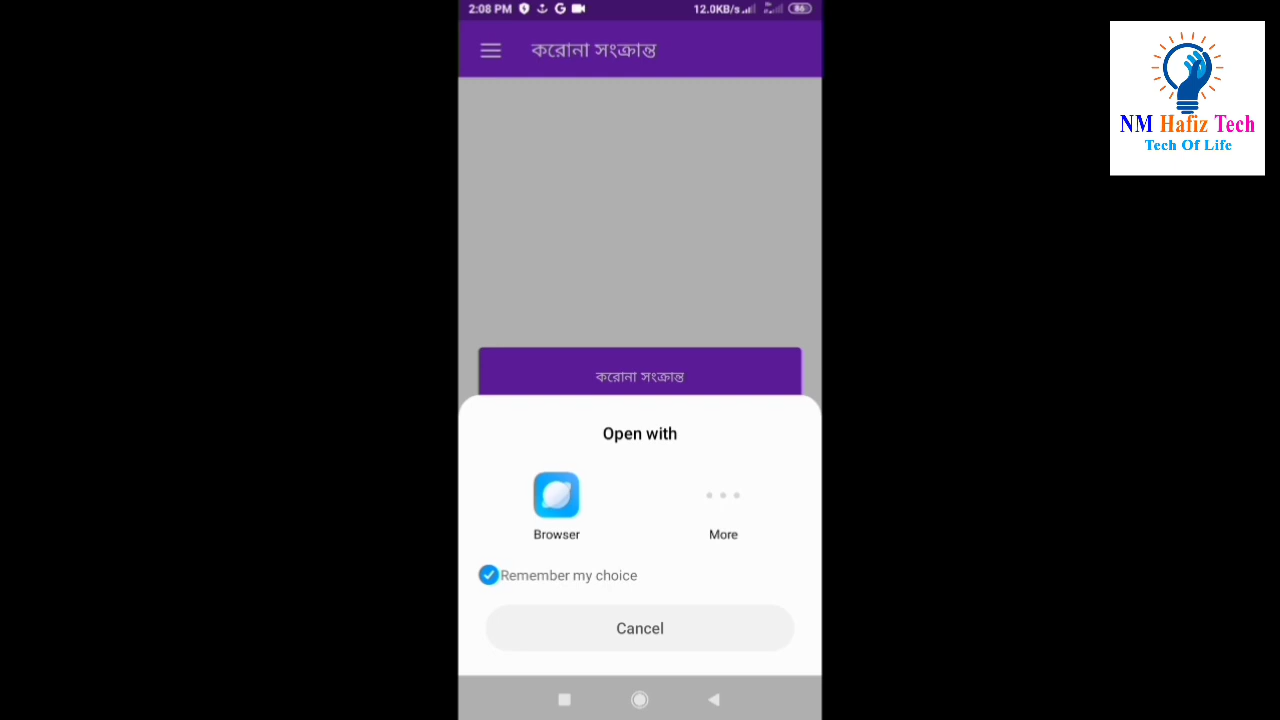 2:08 PM
12.0KB/s
86
করোনা সংক্রান্ত
NM Hafiz Tech
Tech Of Life
করোনা সংক্রান্ত
Open with
Browser
More
Remember my choice
Cancel